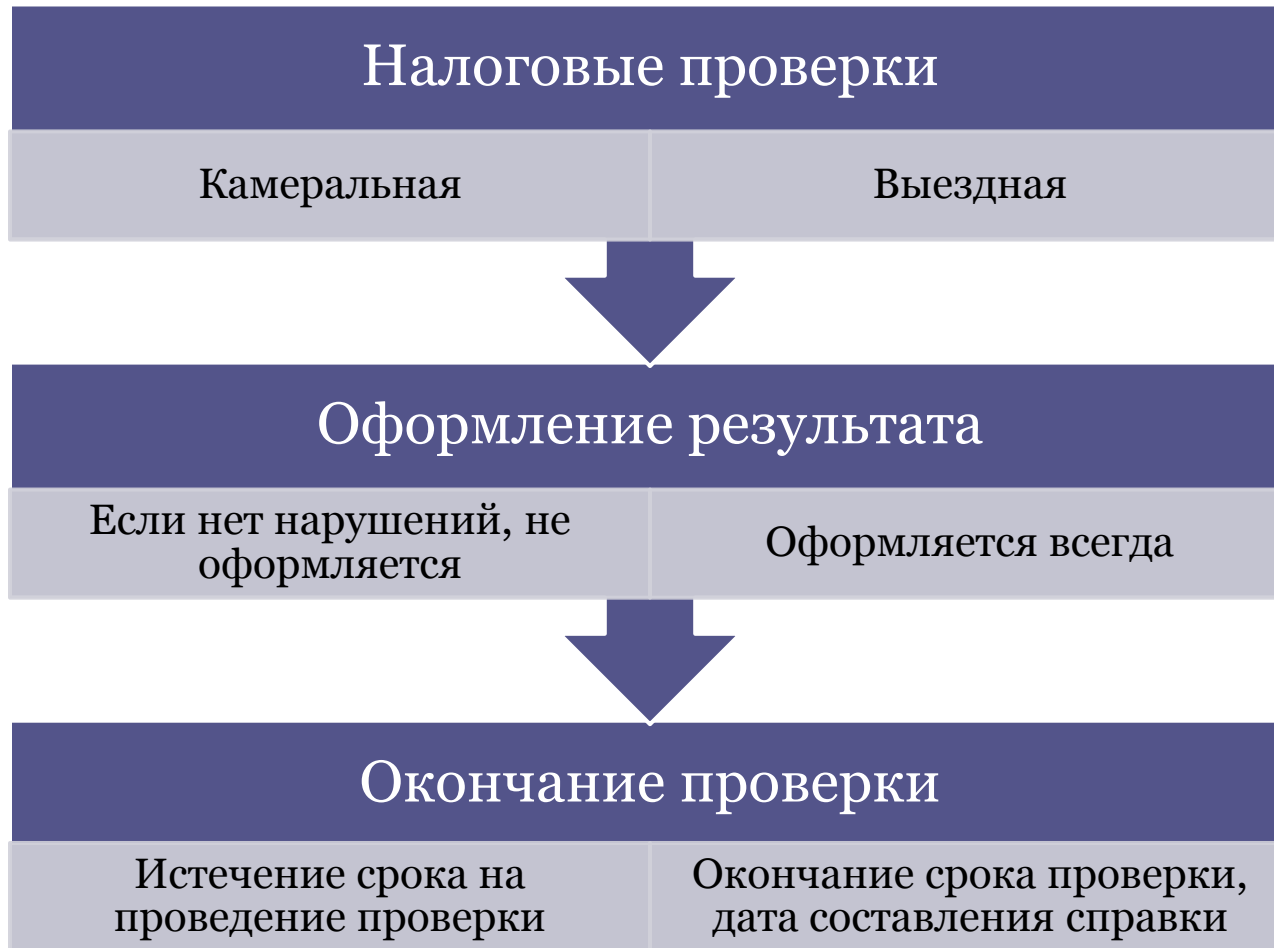 Налоговые проверки
Камеральная
Выездная
Оформление результата
Если нет нарушений, не
оформляется
Оформляется всегда
Окончание проверки
Истечение срока на
проведение проверки
Окончание срока проверки,
дата составления справки